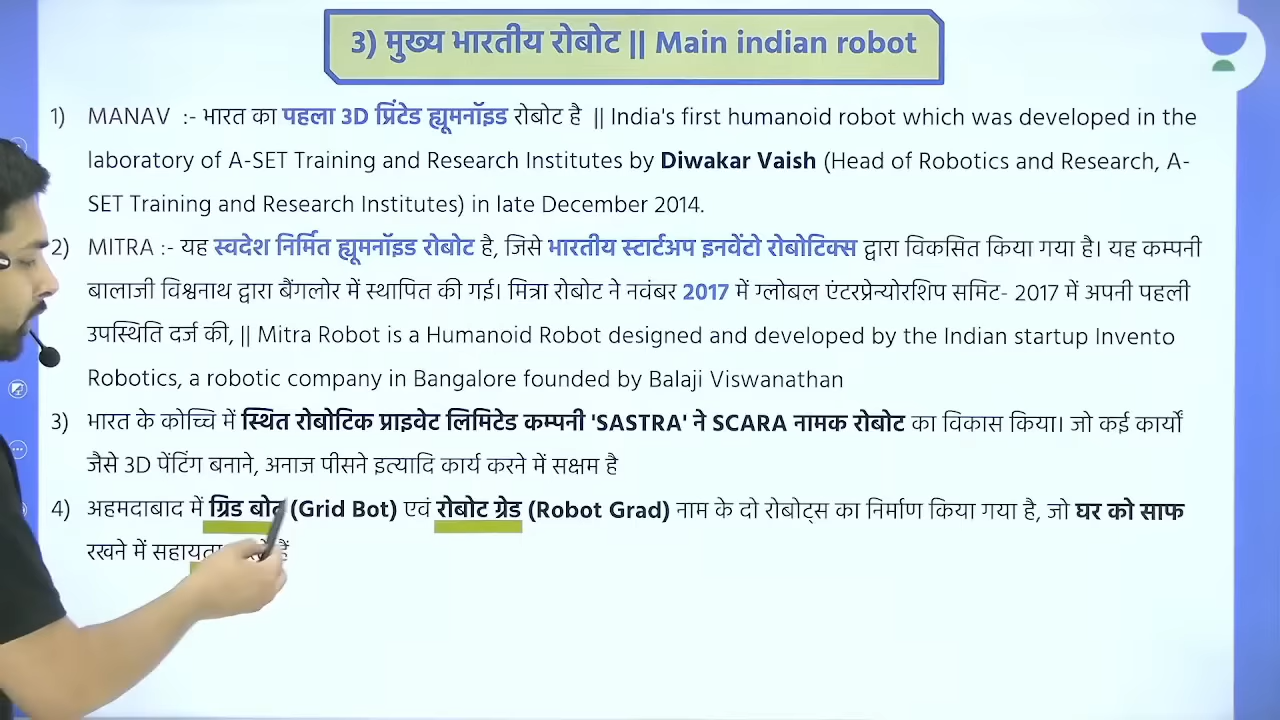 3) मुख्य भारतीय रोबोट || Main indian robot
1) MANAV :- भारत का पहला 3D प्रिंटेड ह्यूमनॉइड रोबोट है || India's first humanoid robot which was developed in the
laboratory of A-SET Training and Research Institutes by Diwakar Vaish (Head of Robotics and Research, A-
SET Training and Research Institutes) in late December 2014.
2) MITRA :- यह स्वदेश निर्मित ह्यूमनॉइड रोबोट है, जिसे भारतीय स्टार्टअप इनवेंटो रोबोटिक्स द्वारा विकसित किया गया है। यह कम्पनी
बालाजी विश्वनाथ द्वारा बैंगलोर में स्थापित की गई। मित्रा रोबोट ने नवंबर 2017 में ग्लोबल एंटरप्रेन्योरशिप समिट- 2017 में अपनी पहली
उपस्थिति दर्ज की, || Mitra Robot is a Humanoid Robot designed and developed by the Indian startup Invento
Robotics, a robotic company in Bangalore founded by Balaji Viswanathan
3) भारत के कोच्चि में स्थित रोबोटिक प्राइवेट लिमिटेड कम्पनी 'SASTRA' ने SCARA नामक रोबोट का विकास किया। जो कई कार्यों
जैसे 3D पेंटिंग बनाने, अनाज पीसने इत्यादि कार्य करने में सक्षम है
4) अहमदाबाद में ग्रिड बोट (Grid Bot) एवं रोबोट ग्रेड (Robot Grad) नाम के दो रोबोट्स का निर्माण किया गया है, जो घर को साफ
रखने में सहायता हैं